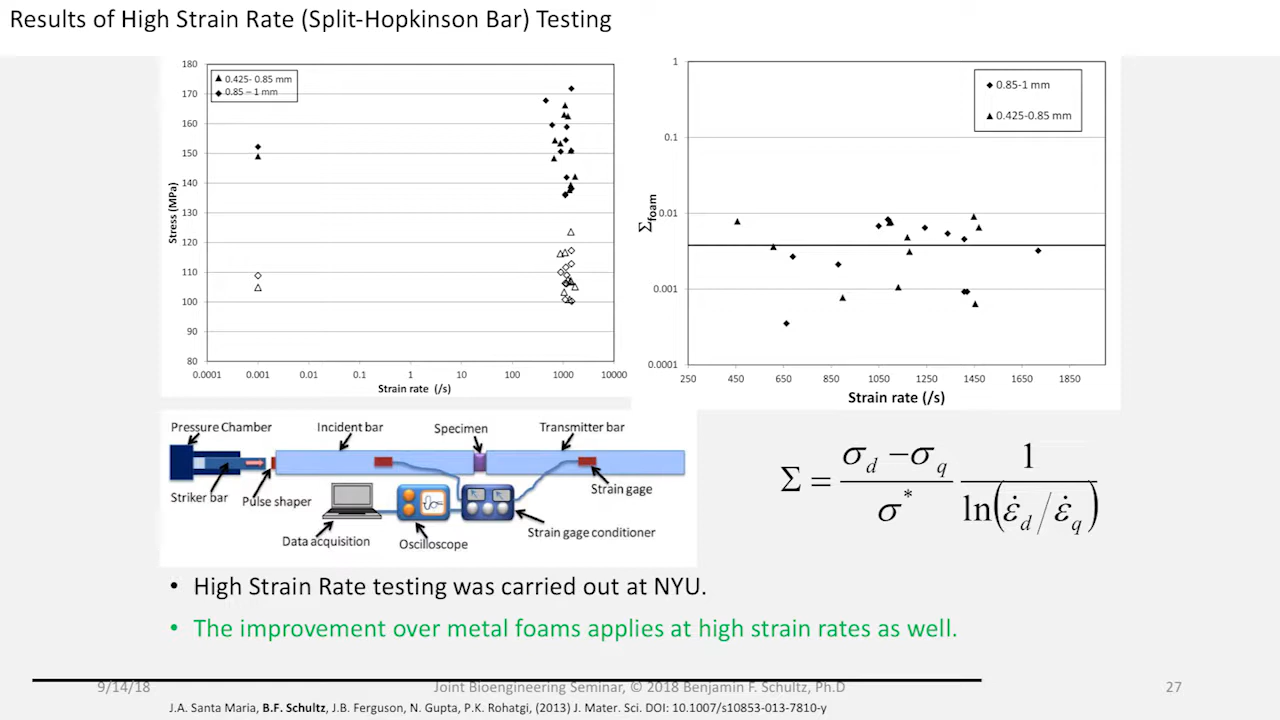 Results of High Strain Rate (Split-Hopkinson Bar) Testing
180
170
160
150
140
130
120
110
100
90
80
Stress (MPa)
0.425- 0.85 mm
0.85 – 1 mm
0.0001 0.001 0.01 0.1 1 10 100 1000 10000
Strain rate (/s)
1
0.1
0.01
0.001
0.0001
Σfoam
0.85-1 mm
0.425-0.85 mm
250 450 650 850 1050 1250 1450 1650 1850
Strain rate (/s)
Pressure Chamber
Incident bar
Specimen
Transmitter bar
Striker bar
Pulse shaper
Strain gage
Data acquisition
Oscilloscope
Strain gage conditioner
Σ = (σd − σq)/σ* 1/ln(ε̇d/ε̇q)
• High Strain Rate testing was carried out at NYU.
• The improvement over metal foams applies at high strain rates as well.
9/14/18
Joint Bioengineering Seminar, © 2018 Benjamin F. Schultz, Ph.D
27
J.A. Santa Maria, B.F. Schultz, J.B. Ferguson, N. Gupta, P.K. Rohatgi, (2013) J. Mater. Sci. DOI: 10.1007/s10853-013-7810-y